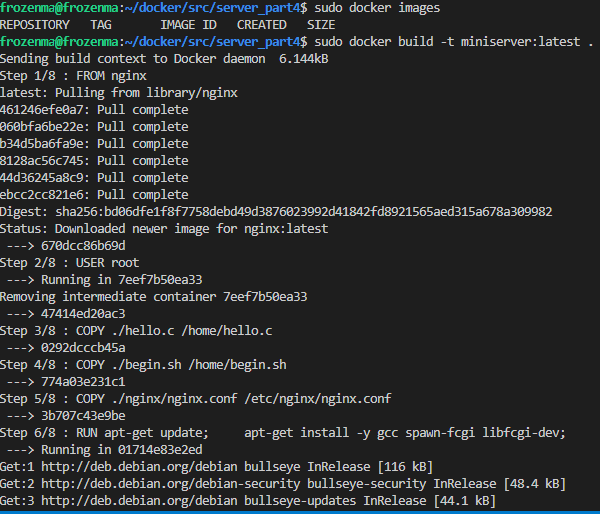 frozenma@frozenma:~/docker/src/server_part4$ sudo docker images
REPOSITORY   TAG       IMAGE ID   CREATED   SIZE
frozenma@frozenma:~/docker/src/server_part4$ sudo docker build -t miniserver:latest .
Sending build context to Docker daemon  6.144kB
Step 1/8 : FROM nginx
latest: Pulling from library/nginx
461246efe0a7: Pull complete
060bfa6be22e: Pull complete
b34d5ba6fa9e: Pull complete
8128ac56c745: Pull complete
44d36245a8c9: Pull complete
ebcc2cc821e6: Pull complete
Digest: sha256:bd06dfe1f8f7758debd49d3876023992d41842fd8921565aed315a678a309982
Status: Downloaded newer image for nginx:latest
 ---> 670dcc86b69d
Step 2/8 : USER root
 ---> Running in 7eef7b50ea33
Removing intermediate container 7eef7b50ea33
 ---> 47414ed20ac3
Step 3/8 : COPY ./hello.c /home/hello.c
 ---> 0292dcccb45a
Step 4/8 : COPY ./begin.sh /home/begin.sh
 ---> 774a03e231c1
Step 5/8 : COPY ./nginx/nginx.conf /etc/nginx/nginx.conf
 ---> 3b707c43e9be
Step 6/8 : RUN apt-get update;     apt-get install -y gcc spawn-fcgi libfcgi-dev;
 ---> Running in 01714e83e2ed
Get:1 http://deb.debian.org/debian bullseye InRelease [116 kB]
Get:2 http://deb.debian.org/debian-security bullseye-security InRelease [48.4 kB]
Get:3 http://deb.debian.org/debian bullseye-updates InRelease [44.1 kB]